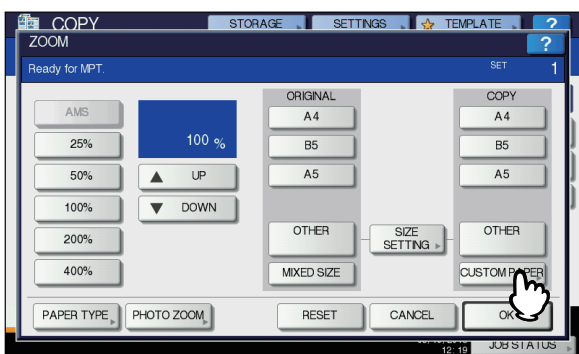 COPY STORAGE SETTINGS TEMPLATE ?
ZOOM ?
Ready for MPT. SET 1
ORIGINAL COPY
AMS A4 A4
25% 100 % B5 B5
50% UP A5 A5
100% DOWN
200% OTHER SIZE SETTING OTHER
400% MIXED SIZE CUSTOM PAPER
PAPER TYPE PHOTO ZOOM RESET CANCEL OK
12:19 JOB STATUS